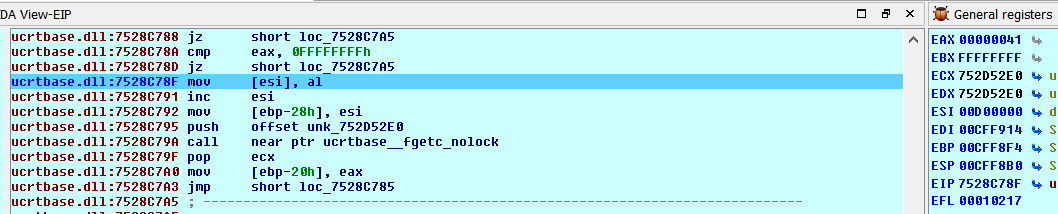 DA View-EIP
ucrtbase.dll:7528C788 jz short loc_7528C7A5
ucrtbase.dll:7528C78A cmp eax, 0FFFFFFFFh
ucrtbase.dll:7528C78D jz short loc_7528C7A5
ucrtbase.dll:7528C78F mov [esi], al
ucrtbase.dll:7528C791 inc esi
ucrtbase.dll:7528C792 mov [ebp-28h], esi
ucrtbase.dll:7528C795 push offset unk_752D52E0
ucrtbase.dll:7528C79A call near ptr ucrtbase__fgetc_nolock
ucrtbase.dll:7528C79F pop ecx
ucrtbase.dll:7528C7A0 mov [ebp-20h], eax
ucrtbase.dll:7528C7A3 jmp short loc_7528C785
ucrtbase.dll:7528C7A5 ; ---------------------------------------------------------------------------
General registers
EAX 00000041
EBX FFFFFFFF
ECX 752D52E0 u
EDX 752D52E0 u
ESI 00D00000 d
EDI 00CFF914 S
EBP 00CFF8F4 S
ESP 00CFF8B0 S
EIP 7528C78F u
EFL 00010217